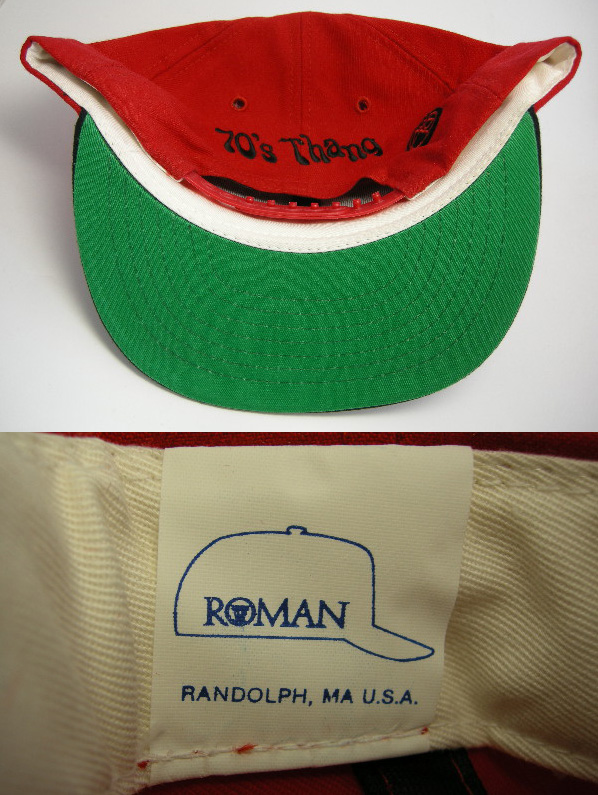 70's Thang
ROMAN
RANDOLPH, MA U.S.A.